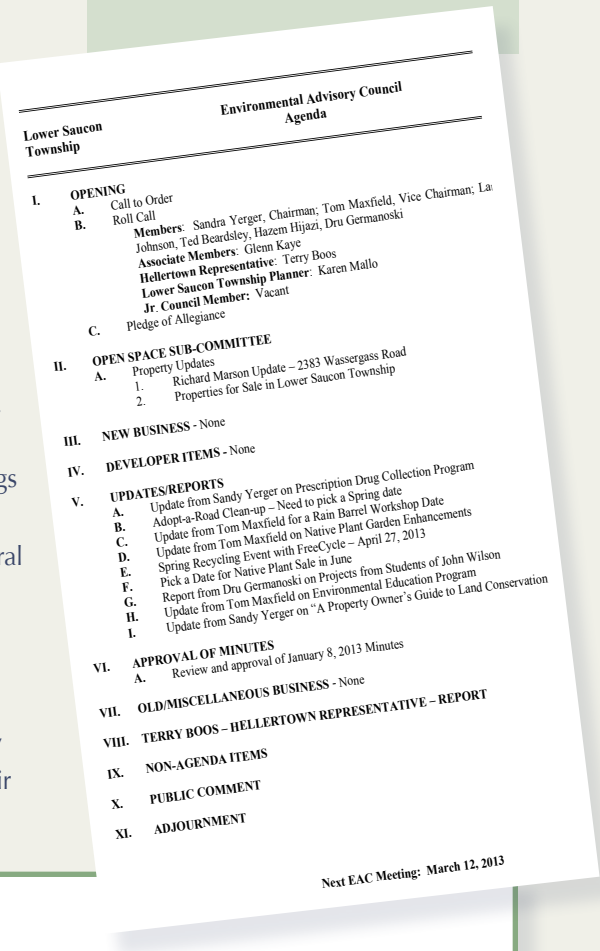 Lower Saucon
Township
Environmental Advisory Council
Agenda
I. OPENING
A. Call to Order
B. Roll Call
Members: Sandra Yerger, Chairman; Tom Maxfield, Vice Chairman;
Johnson, Ted Beardsley, Hazem Hijazi, Dru Germanoski
Associate Members: Glenn Kaye
Hellertown Representative: Terry Boos
Lower Saucon Township Planner: Karen Mallo
Jr. Council Member: Vacant
C. Pledge of Allegiance
II. OPEN SPACE SUB-COMMITTEE
A. Property Updates
1. Richard Marson Update – 2383 Wassergass Road
2. Properties for Sale in Lower Saucon Township
III. NEW BUSINESS - None
IV. DEVELOPER ITEMS - None
V. UPDATES/REPORTS
A. Update from Sandy Yerger on Prescription Drug Collection Program
B. Adopt-a-Road Clean-up – Need to pick a Spring date
C. Update from Tom Maxfield for a Rain Barrel Workshop Date
D. Update from Tom Maxfield on Native Plant Garden Enhancements
E. Spring Recycling Event with FreeCycle – April 27, 2013
F. Pick a Date for Native Plant Sale in June
G. Report from Dru Germanoski on Projects from Students of John Wilson
H. Update from Tom Maxfield on Environmental Education Program
I. Update from Sandy Yerger on “A Property Owner’s Guide to Land Conservation
VI. APPROVAL OF MINUTES
A. Review and approval of January 8, 2013 Minutes
VII. OLD/MISCELLANEOUS BUSINESS - None
VIII. TERRY BOOS – HELLERTOWN REPRESENTATIVE – REPORT
IX. NON-AGENDA ITEMS
X. PUBLIC COMMENT
XI. ADJOURNMENT
Next EAC Meeting: March 12, 2013